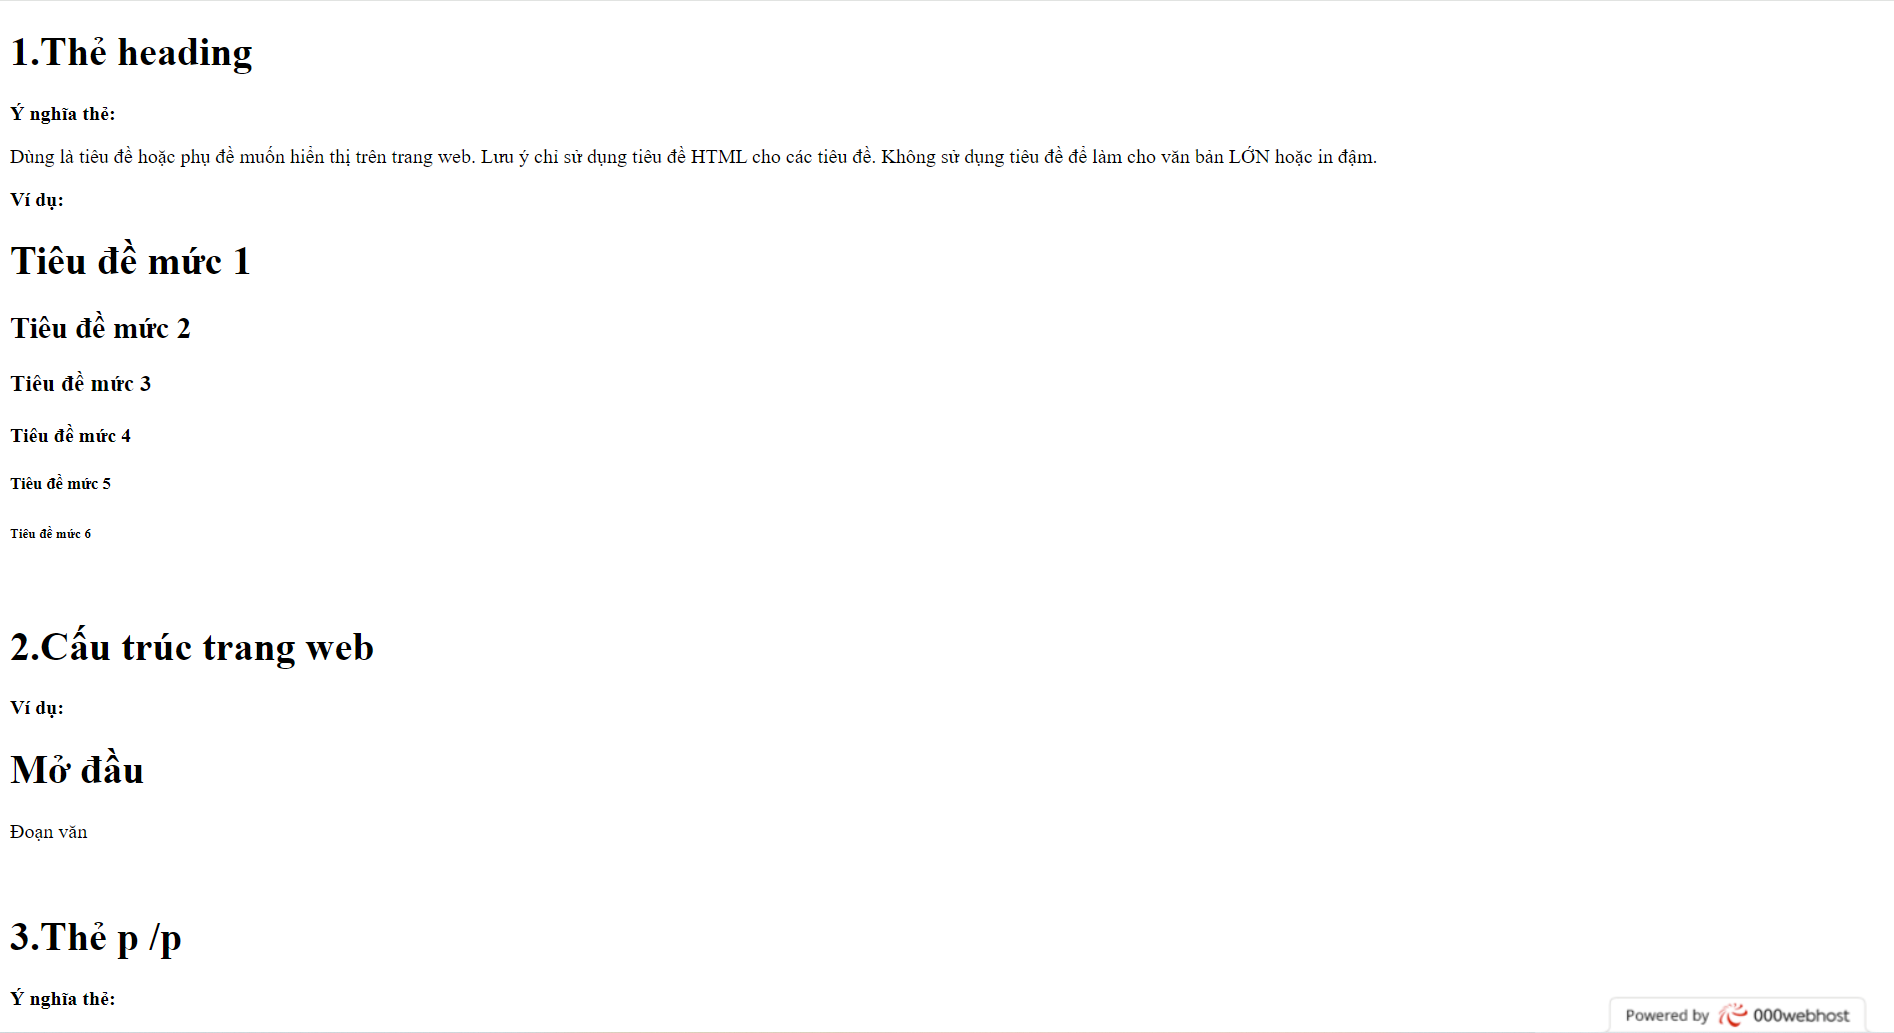 1.Thẻ heading
Ý nghĩa thẻ:
Dùng là tiêu đề hoặc phụ đề muốn hiển thị trên trang web. Lưu ý chỉ sử dụng tiêu đề HTML cho các tiêu đề. Không sử dụng tiêu đề để làm cho văn bản LỚN hoặc in đậm.
Ví dụ:
Tiêu đề mức 1
Tiêu đề mức 2
Tiêu đề mức 3
Tiêu đề mức 4
Tiêu đề mức 5
Tiêu đề mức 6
2.Cấu trúc trang web
Ví dụ:
Mở đầu
Đoạn văn
3.Thẻ p /p
Ý nghĩa thẻ:
Powered by 000webhost